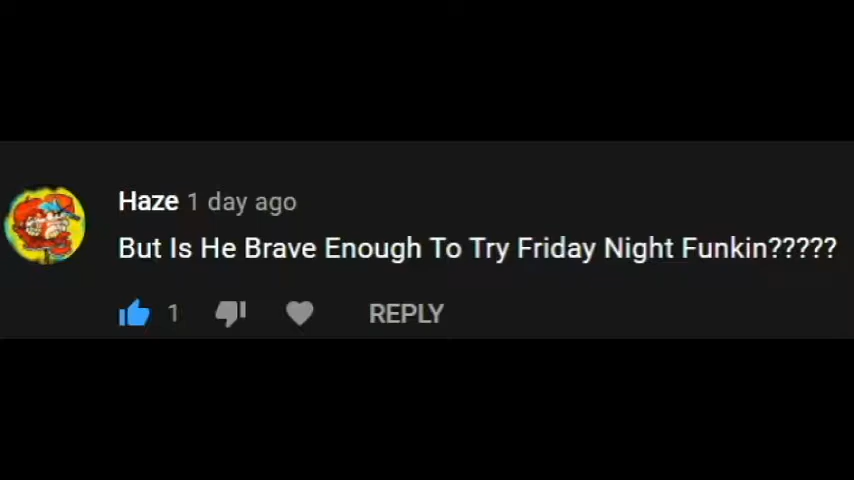 Haze 1 day ago
But Is He Brave Enough To Try Friday Night Funkin?????
1 REPLY